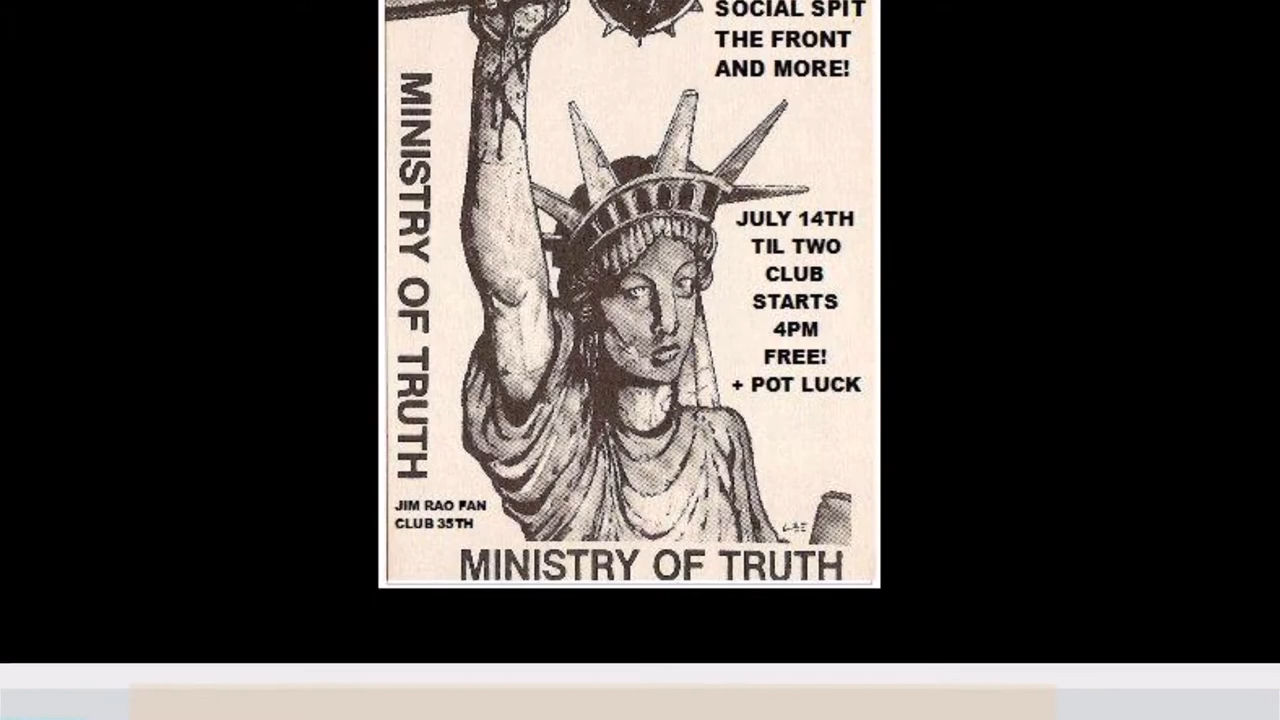 SOCIAL SPIT
THE FRONT
AND MORE!
MINISTRY OF TRUTH
JULY 14TH
TIL TWO
CLUB
STARTS
4PM
FREE!
+ POT LUCK
JIM RAO FAN
CLUB 35TH
MINISTRY OF TRUTH